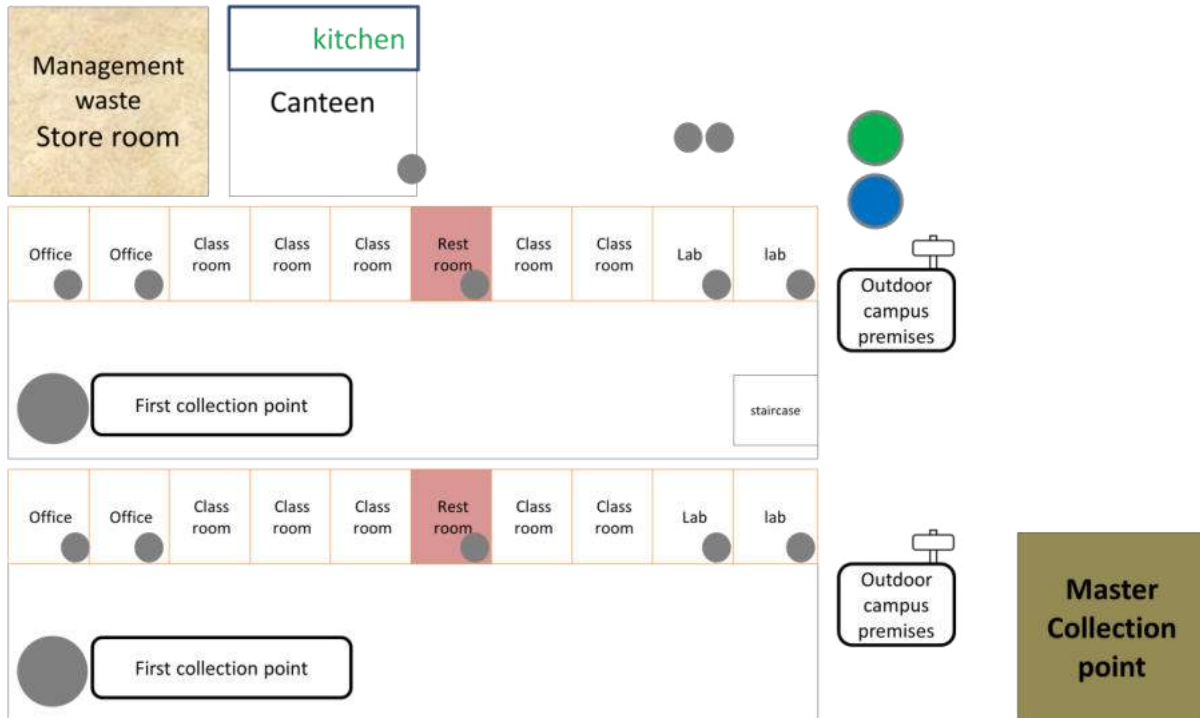 Management
waste
Store room
kitchen
Canteen
Office
Office
Class
room
Class
room
Class
room
Rest
room
Class
room
Class
room
Lab
lab
Outdoor
campus
premises
First collection point
staircase
Office
Office
Class
room
Class
room
Class
room
Rest
room
Class
room
Class
room
Lab
lab
Outdoor
campus
premises
Master
Collection
point
First collection point